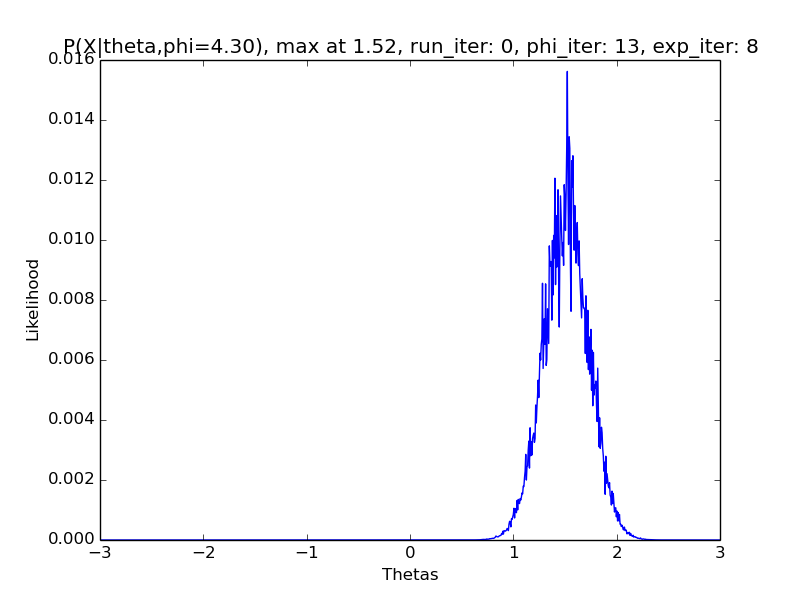 P(X|theta,phi=4.30), max at 1.52, run_iter: 0, phi_iter: 13, exp_iter: 8
0.016
0.014
0.012
0.010
0.008
0.006
0.004
0.002
0.000
Likelihood
−3 −2 −1 0 1 2 3
Thetas